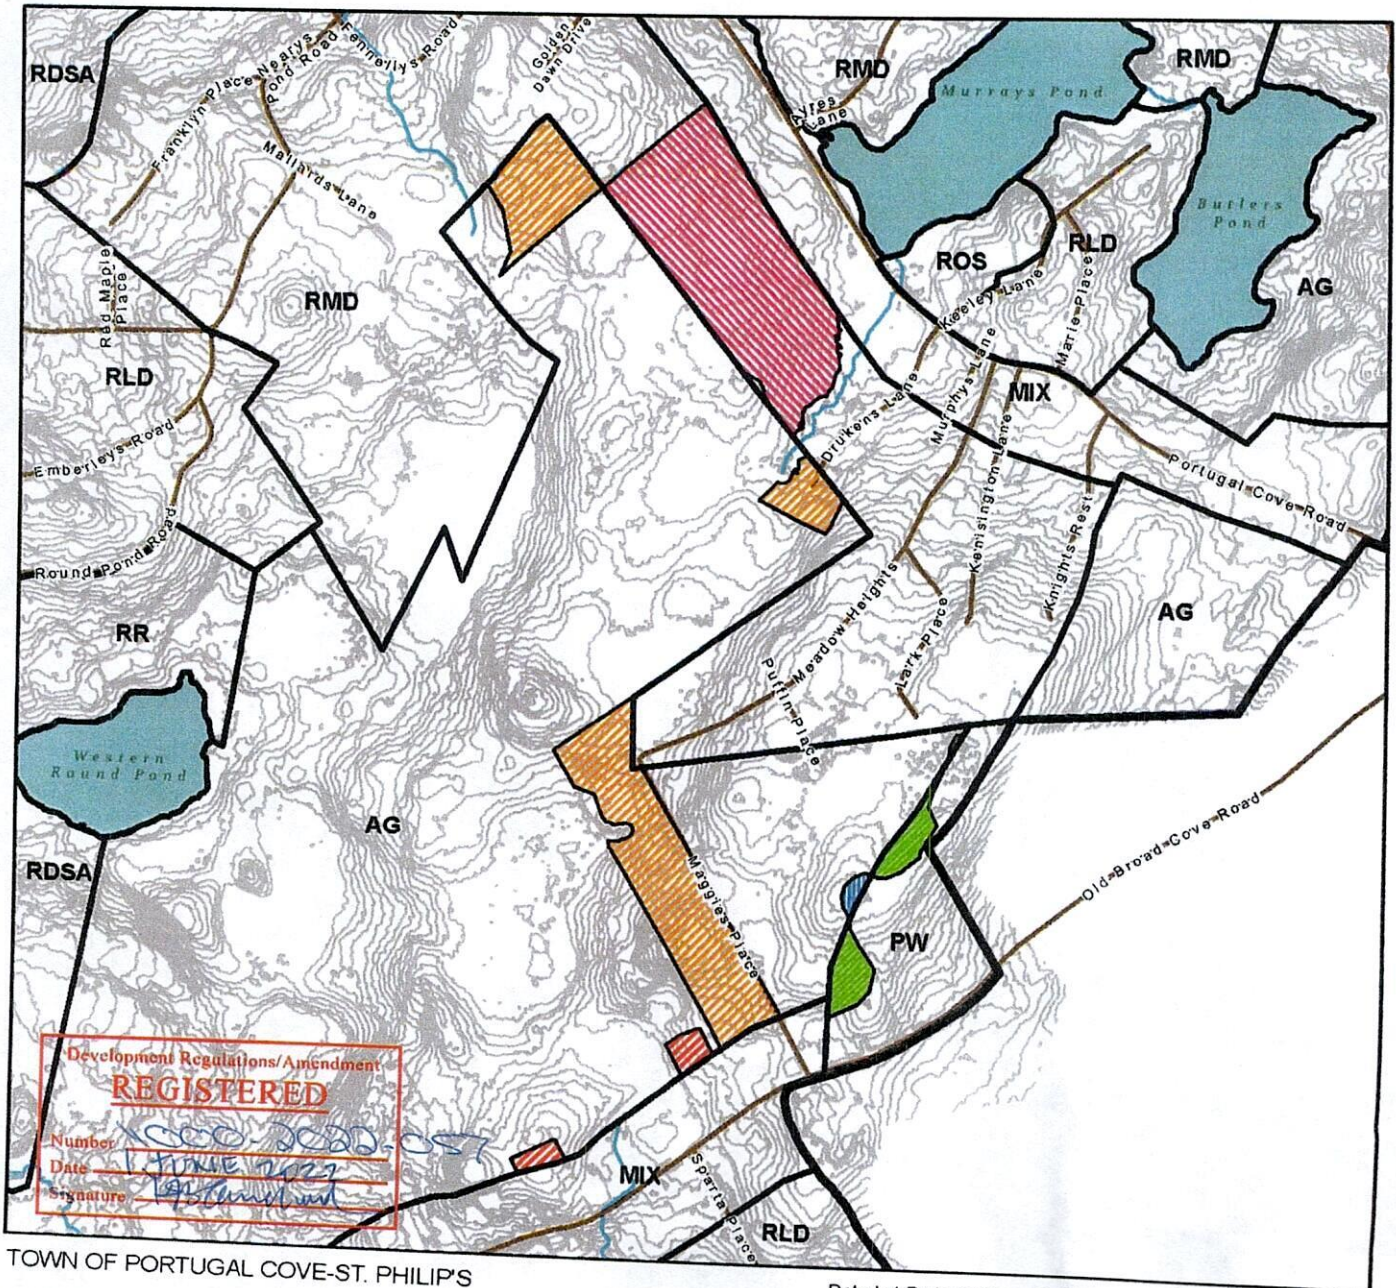 RDSA
Franklyn Place
Nearys Pond Road
Fennellys Road
Golden Dawn Drive
RMD
Ayres Lane
Murrays Pond
RMD
Mallards Lane
Butlers
Pond
Red Maple
Place
RMD
ROS
Keeley Lane
RLD
Marie Place
AG
RLD
Drukens Lane
Murphys Lane
MIX
Kenisington Lane
Emberleys Road
Portugal Cove Road
Round Pond Road
Knights Rest
RR
Meadow Heights
Lark Place
AG
Puffin Place
Western
Round Pond
AG
Old Broad Cove Road
RDSA
Maggies Place
PW
Development Regulations/Amendment
REGISTERED
Number
Date 1 JUNE 2022
Signature
MIX
Sparta Place
RLD
TOWN OF PORTUGAL COVE-ST. PHILIP'S